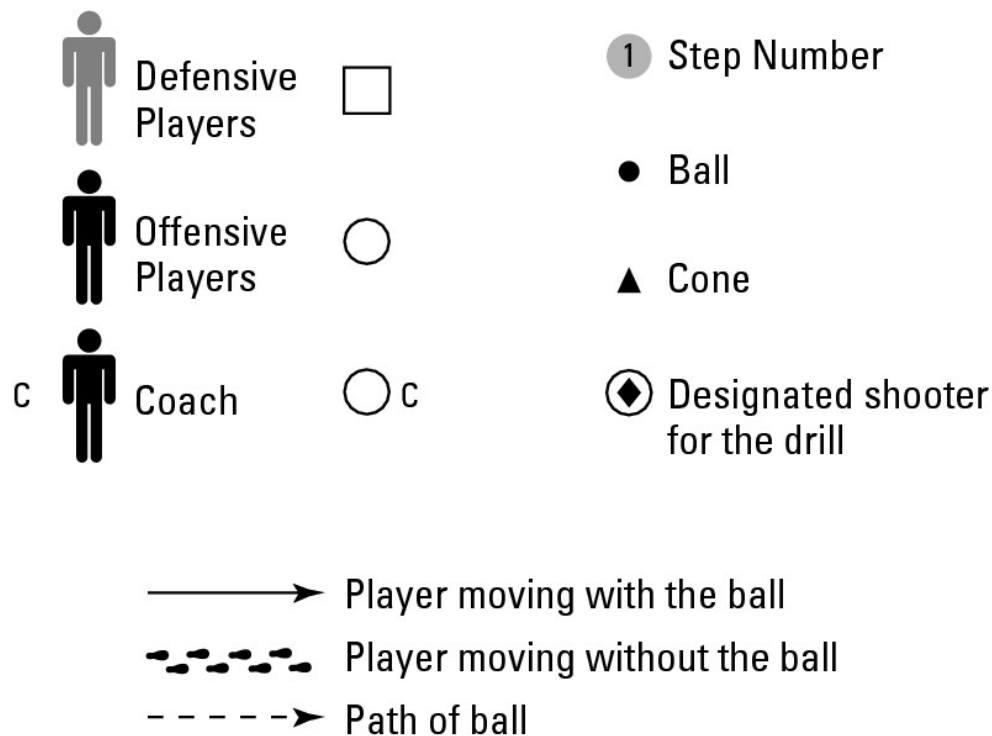 Defensive
Players
Offensive
Players
C
Coach
C
1
Step Number
Ball
Cone
Designated shooter
for the drill
Player moving with the ball
Player moving without the ball
Path of ball